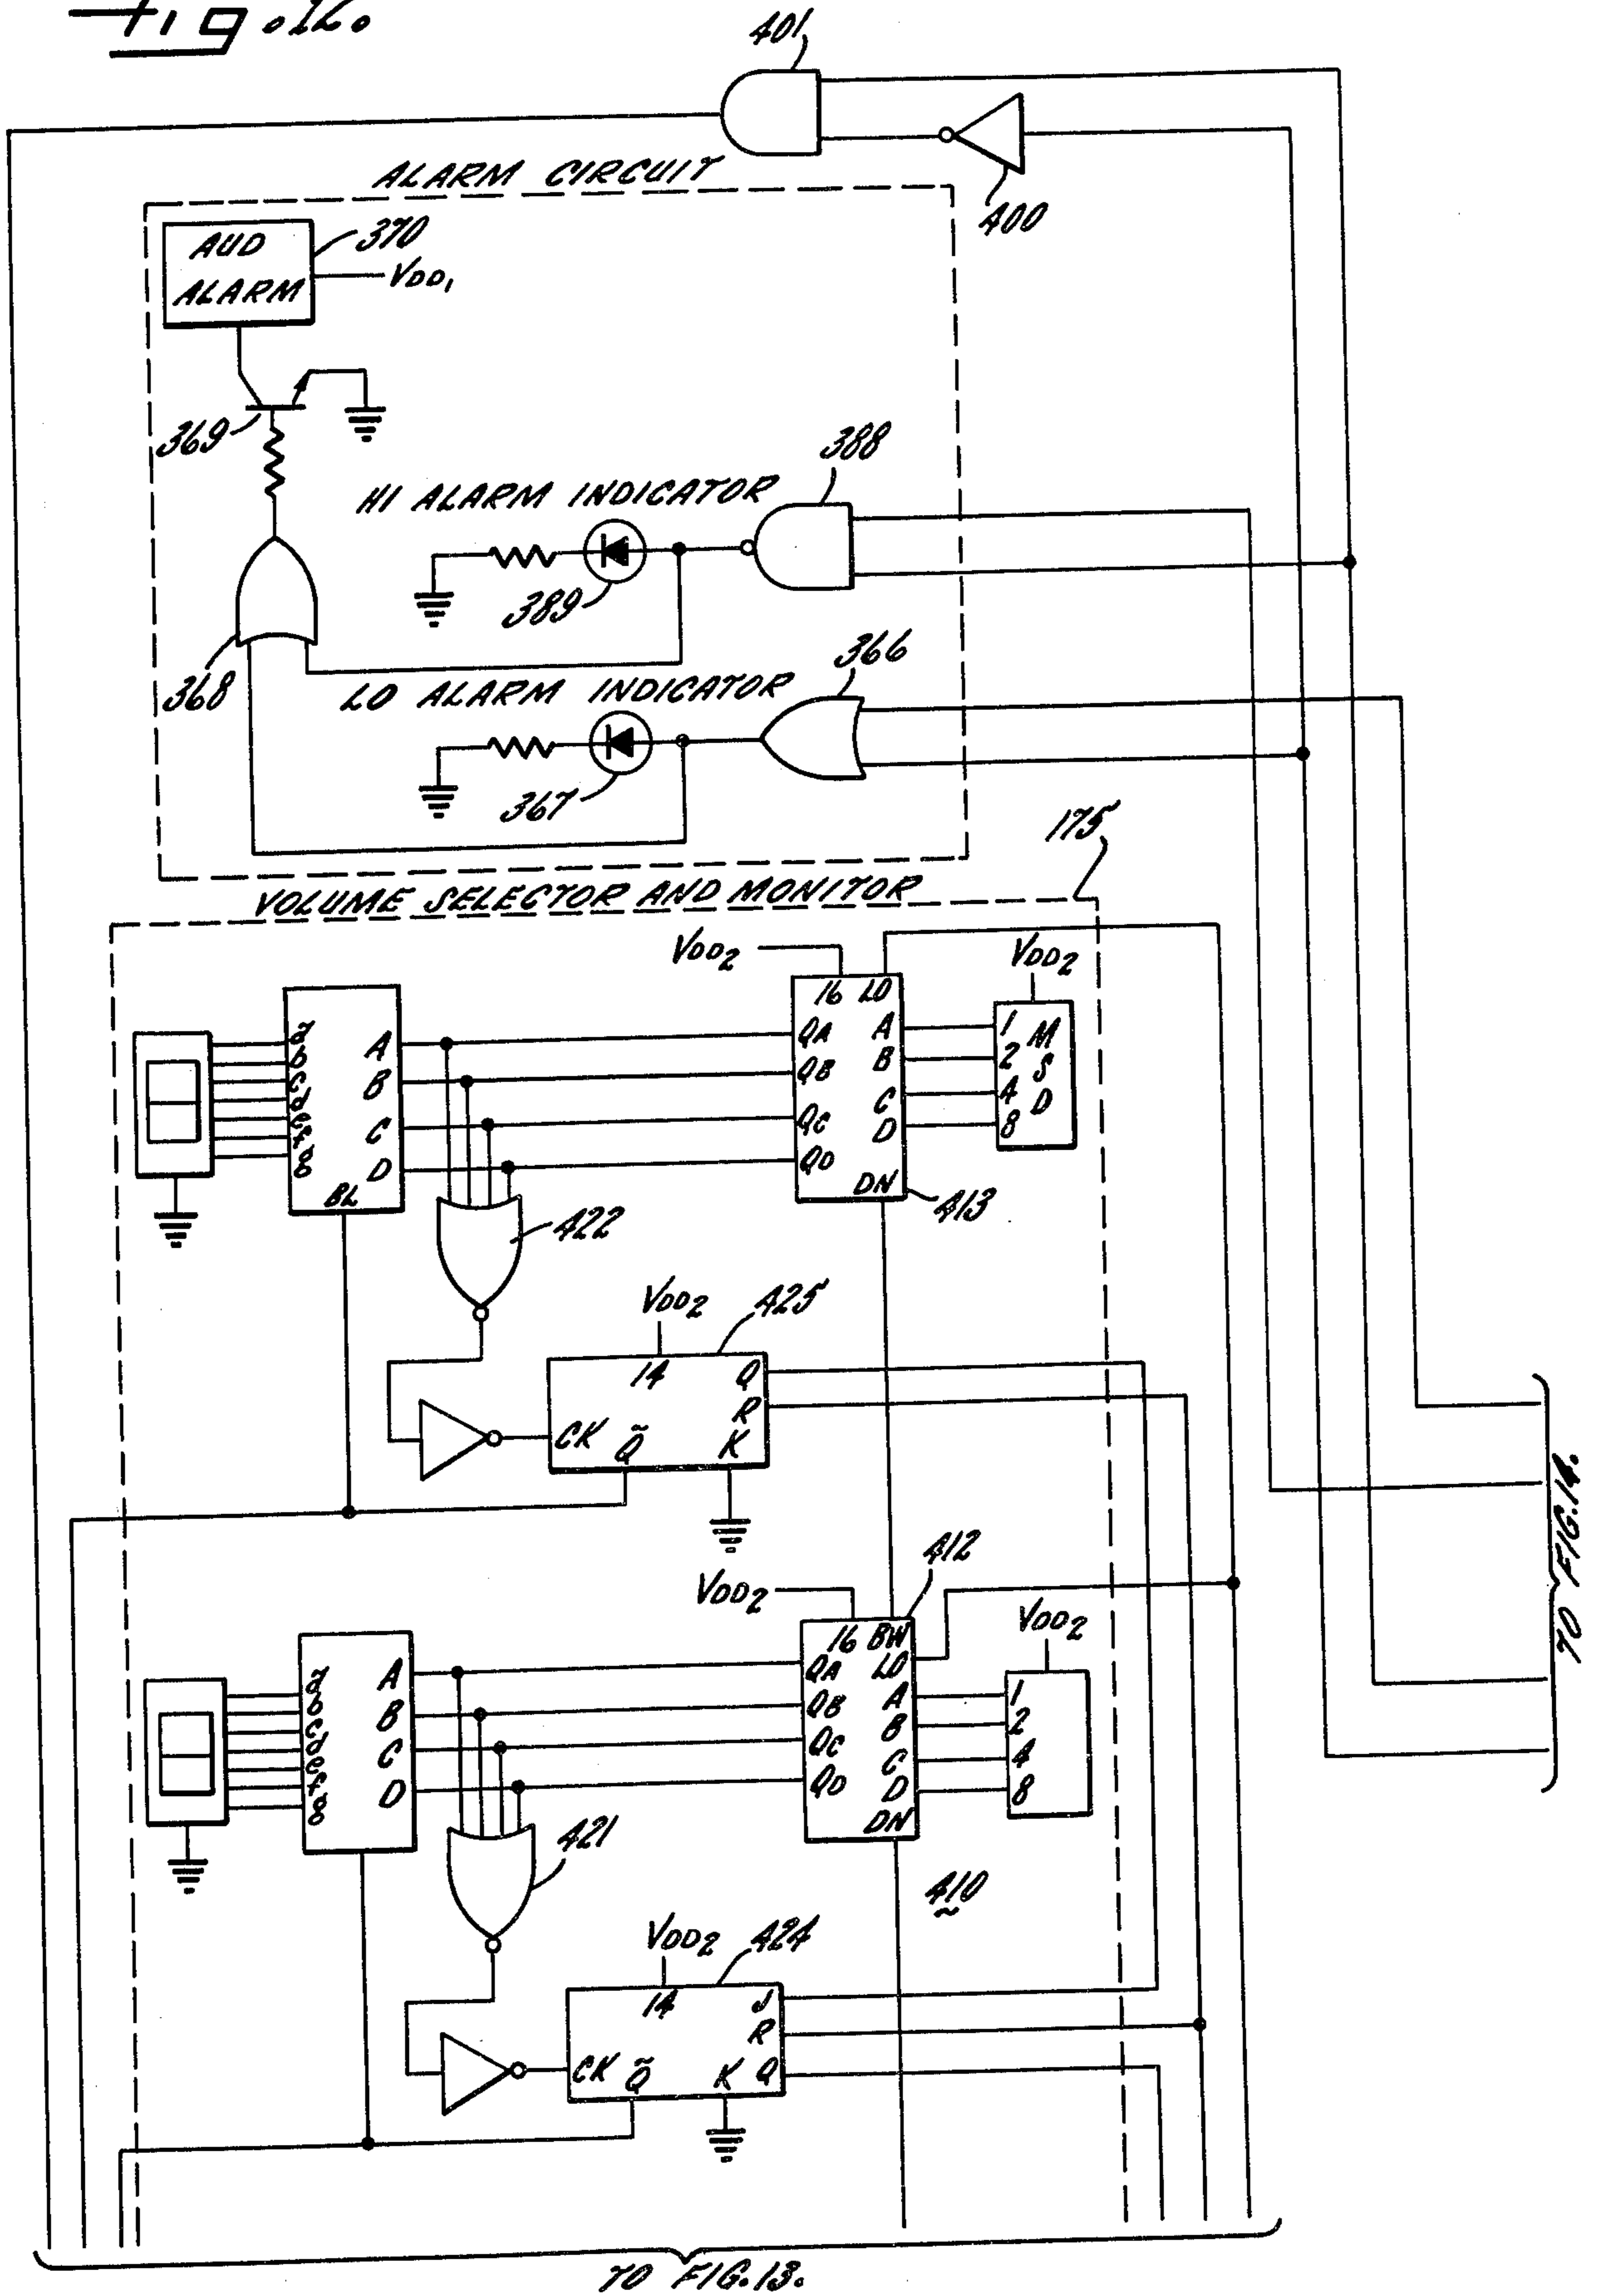 Fig. 12.
401
400
ALARM CIRCUIT
AUD ALARM
370
VDD1
369
388
HI ALARM INDICATOR
389
368
366
LO ALARM INDICATOR
367
175
VOLUME SELECTOR AND MONITOR
VDD2
VDD2
16 LD
a
b
c
d
e
f
g
A
B
C
D
BL
QA
QB
QC
QD
A
B
C
D
DN
1
2
4
8
MSD
413
422
VDD2
425
14
Q
R
CK
Q̃
K
412
VDD2
VDD2
16 BW
LD
a
b
c
d
e
f
g
A
B
C
D
QA
QB
QC
QD
A
B
C
D
DN
1
2
4
8
421
410
VDD2
424
14
J
R
CK
Q̃
K
Q
TO FIG. 14.
TO FIG. 13.